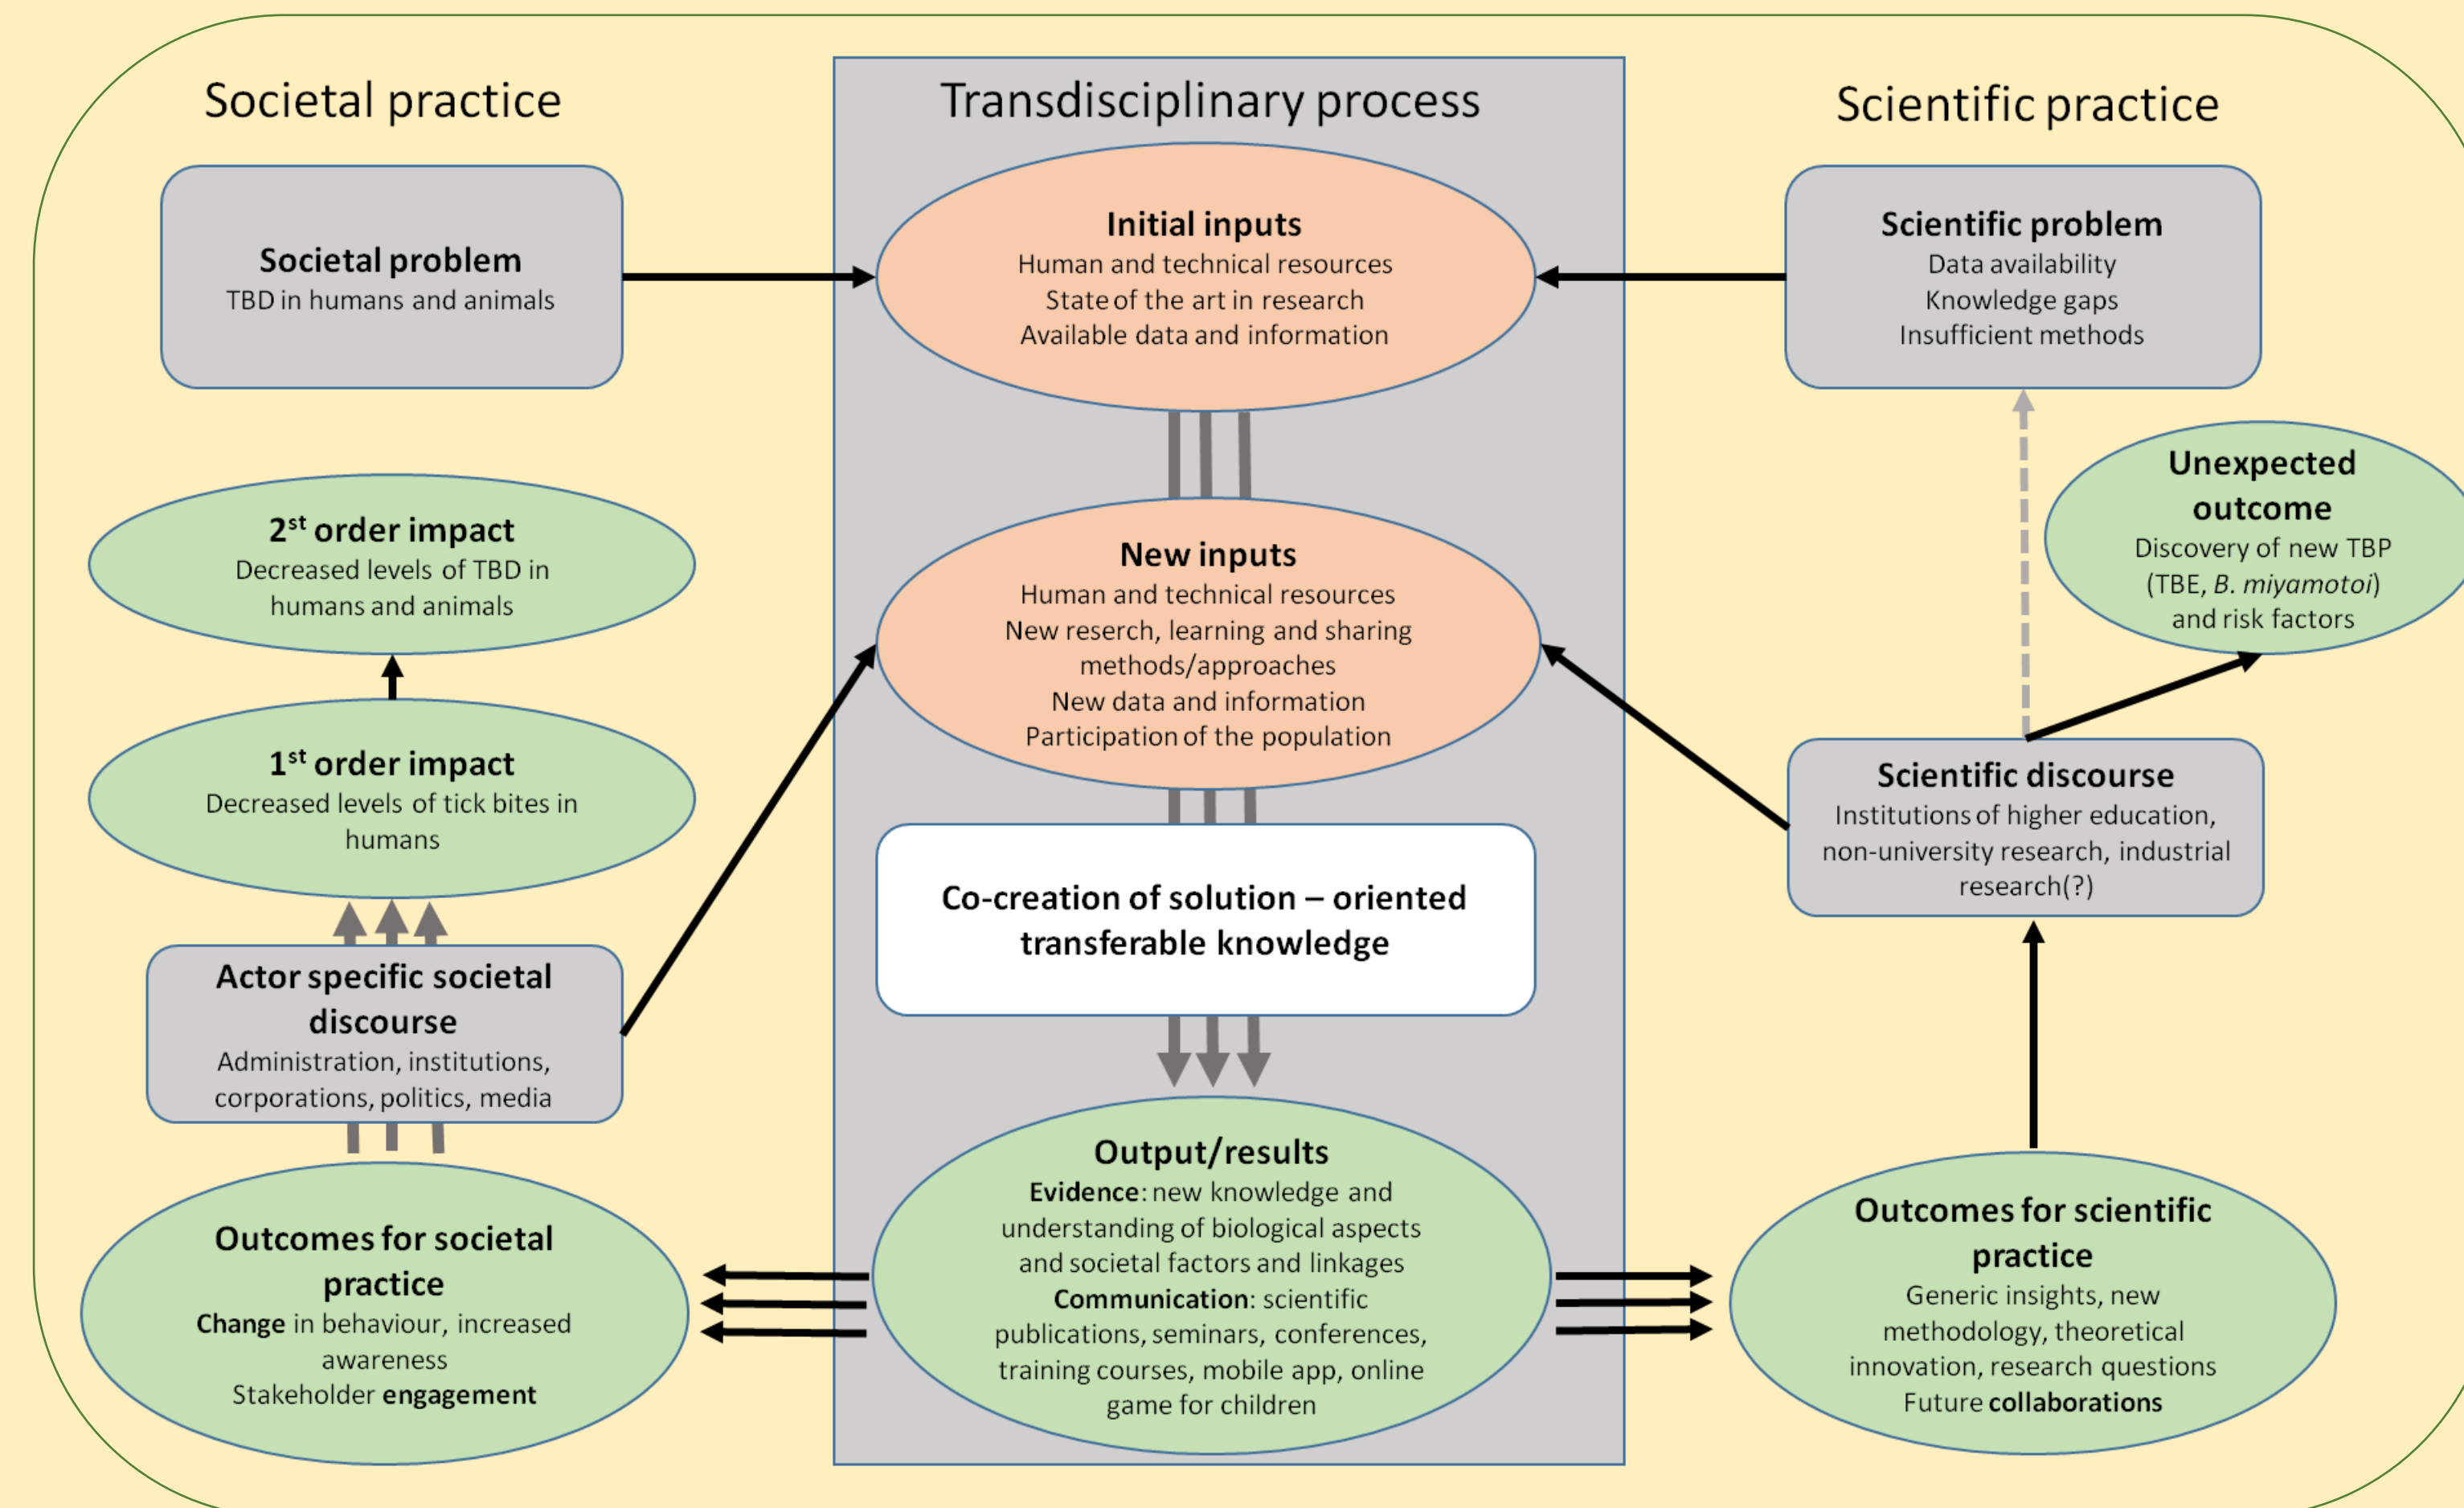 Societal practice
Societal problem
TBD in humans and animals
2st order impact
Decreased levels of TBD in
humans and animals
1st order impact
Decreased levels of tick bites in
humans
Actor specific societal
discourse
Administration, institutions,
corporations, politics, media
Outcomes for societal
practice
Change in behaviour, increased
awareness
Stakeholder engagement
Transdisciplinary process
Initial inputs
Human and technical resources
State of the art in research
Available data and information
New inputs
Human and technical resources
New reserch, learning and sharing
methods/approaches
New data and information
Participation of the population
Co-creation of solution – oriented
transferable knowledge
Output/results
Evidence: new knowledge and
understanding of biological aspects
and societal factors and linkages
Communication: scientific
publications, seminars, conferences,
training courses, mobile app, online
game for children
Scientific practice
Scientific problem
Data availability
Knowledge gaps
Insufficient methods
Unexpected
outcome
Discovery of new TBP
(TBE, B. miyamotoi)
and risk factors
Scientific discourse
Institutions of higher education,
non-university research, industrial
research(?)
Outcomes for scientific
practice
Generic insights, new
methodology, theoretical
innovation, research questions
Future collaborations